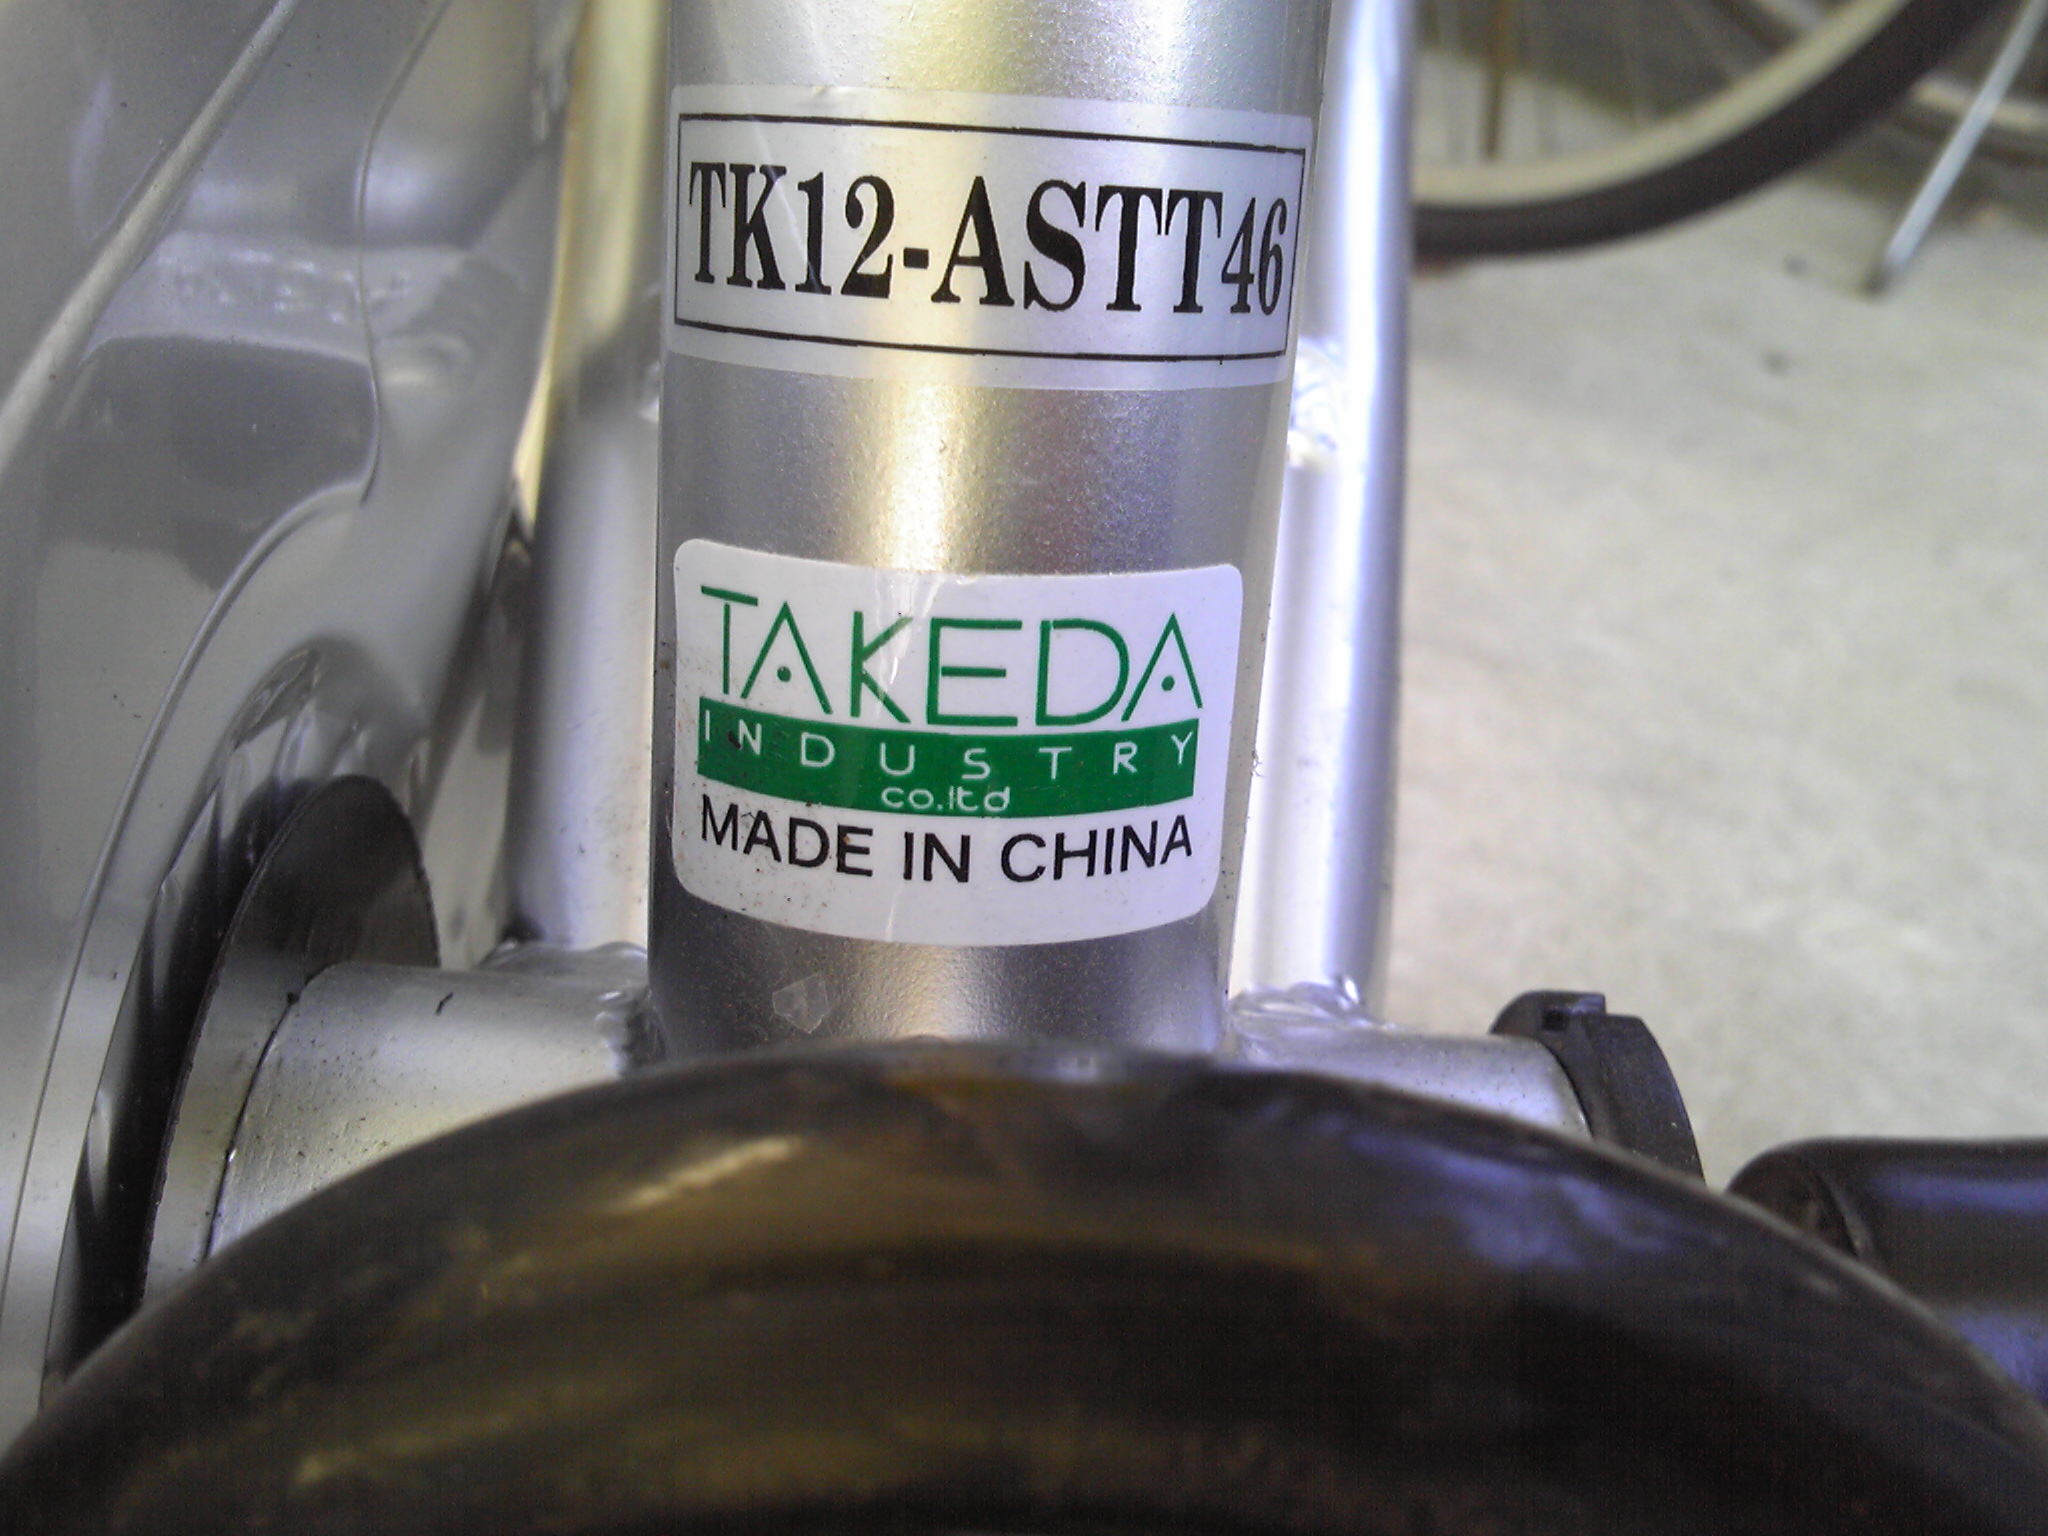 TK12-ASTT46
TAKEDA
INDUSTRY
co.ltd
MADE IN CHINA